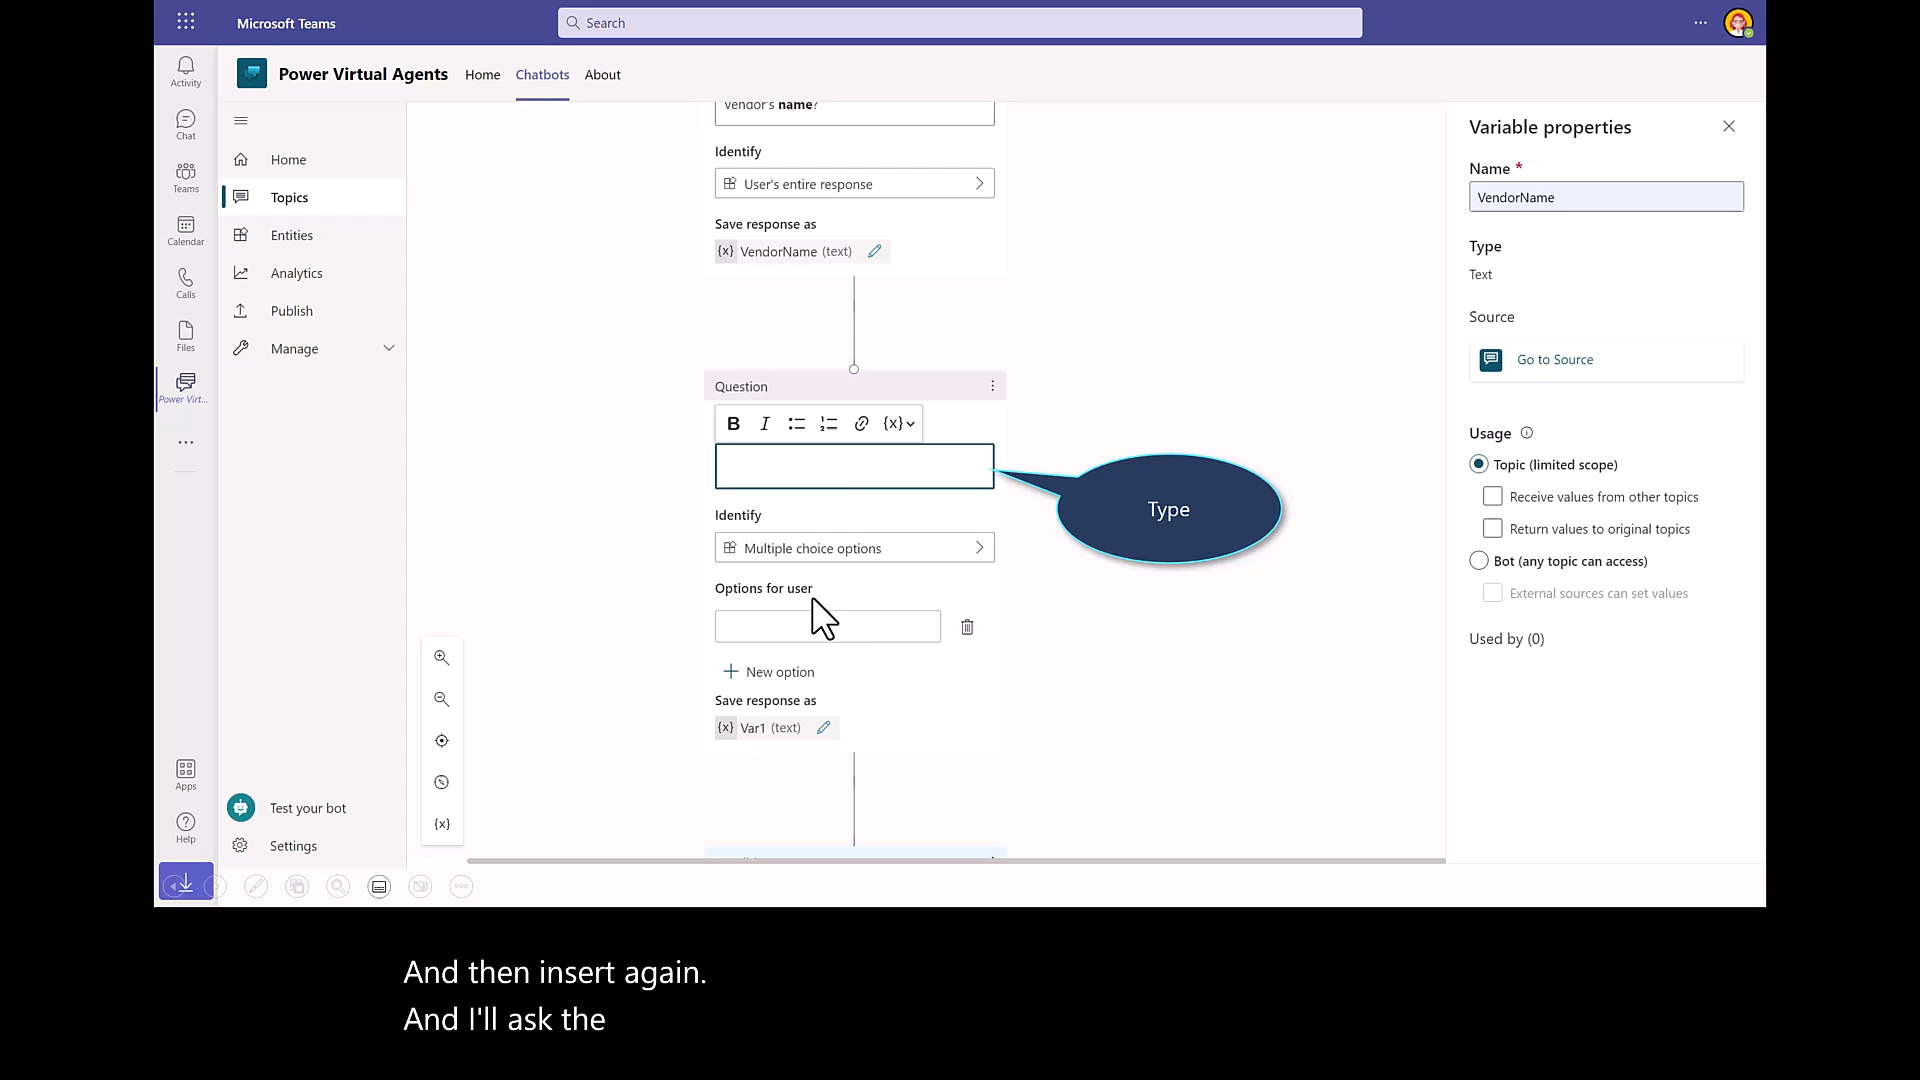 Microsoft Teams
Search
Activity
Chat
Teams
Calendar
Calls
Files
Power Virt...
Apps
Help
Power Virtual Agents
Home
Chatbots
About
Home
Topics
Entities
Analytics
Publish
Manage
Test your bot
Settings
Vendor's name?
Identify
User's entire response
Save response as
{x} VendorName (text)
Question
B I {x}
Identify
Multiple choice options
Options for user
New option
Save response as
{x} Var1 (text)
{x}
Type
Variable properties
Name *
VendorName
Type
Text
Source
Go to Source
Usage
Topic (limited scope)
Receive values from other topics
Return values to original topics
Bot (any topic can access)
External sources can set values
Used by (0)
And then insert again.
And I'll ask the